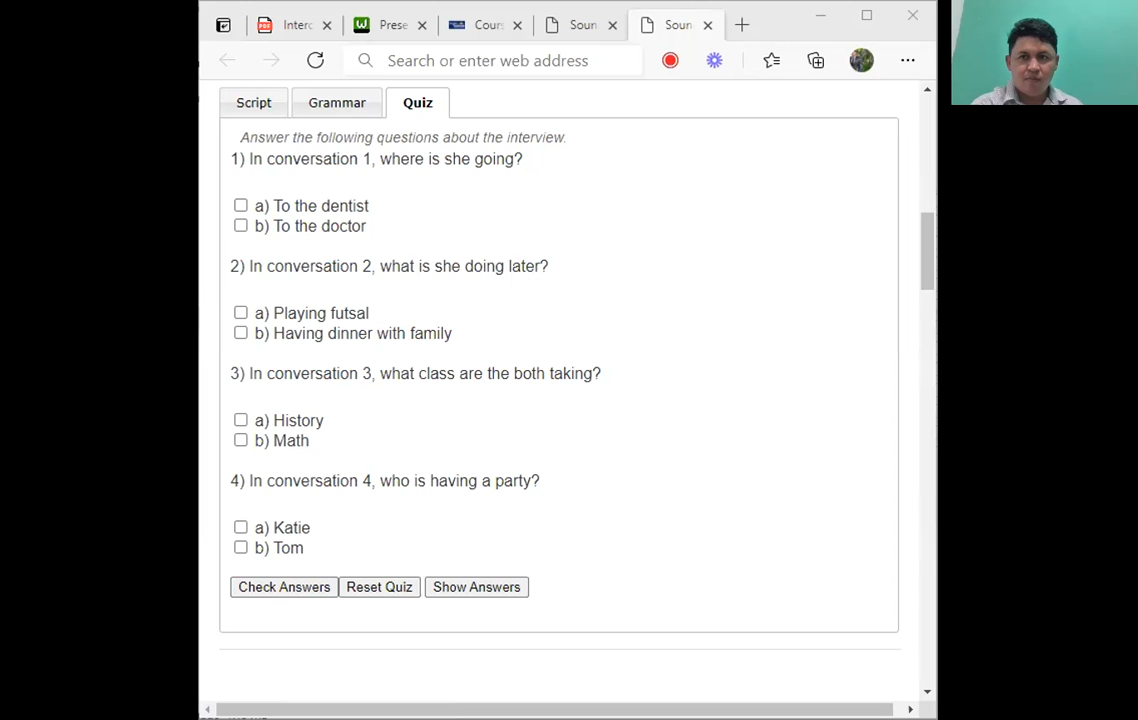 Interc
Prese
Cour
Soun
Soun
Search or enter web address
Script
Grammar
Quiz
Answer the following questions about the interview.
1) In conversation 1, where is she going?
a) To the dentist
b) To the doctor
2) In conversation 2, what is she doing later?
a) Playing futsal
b) Having dinner with family
3) In conversation 3, what class are the both taking?
a) History
b) Math
4) In conversation 4, who is having a party?
a) Katie
b) Tom
Check Answers
Reset Quiz
Show Answers